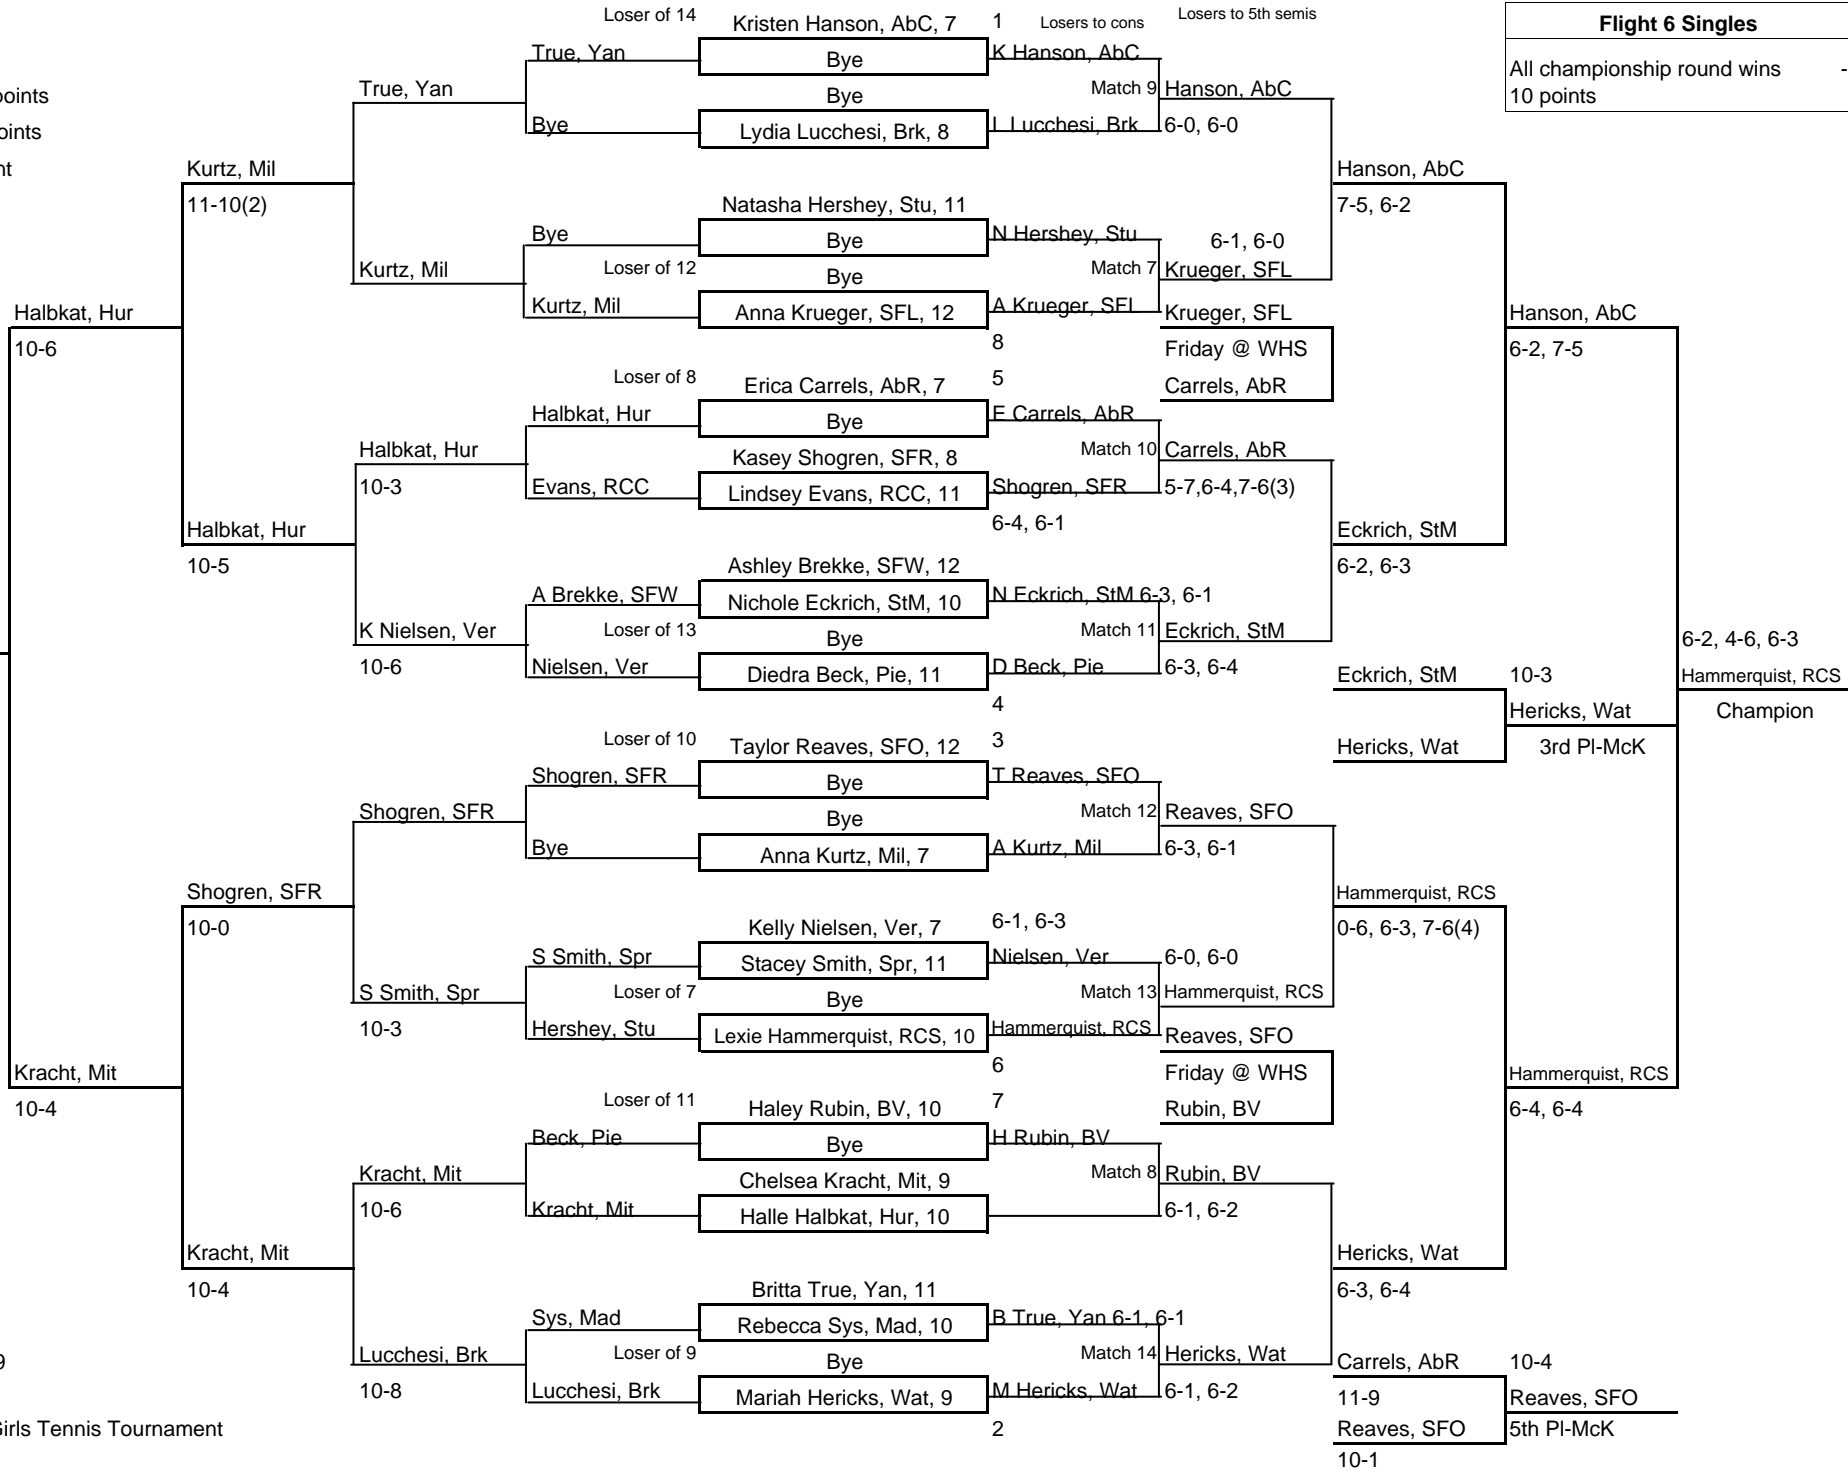 Loser of 14
Kristen Hanson, AbC, 7
1
Losers to cons
Losers to 5th semis
Flight 6 Singles
True, Yan
Bye
K Hanson, AbC
All championship round wins -
10 points
points
True, Yan
Bye
Match 9
Hanson, AbC
oints
Bye
Lydia Lucchesi, Brk, 8
L Lucchesi, Brk
6-0, 6-0
nt
Kurtz, Mil
Hanson, AbC
11-10(2)
Natasha Hershey, Stu, 11
7-5, 6-2
Bye
Bye
N Hershey, Stu
6-1, 6-0
Kurtz, Mil
Loser of 12
Bye
Match 7
Krueger, SFL
Halbkat, Hur
Kurtz, Mil
Anna Krueger, SFL, 12
A Krueger, SFL
Krueger, SFL
Hanson, AbC
10-6
8
Friday @ WHS
6-2, 7-5
Loser of 8
Erica Carrels, AbR, 7
5
Carrels, AbR
Halbkat, Hur
Bye
E Carrels, AbR
Halbkat, Hur
Kasey Shogren, SFR, 8
Match 10
Carrels, AbR
10-3
Evans, RCC
Lindsey Evans, RCC, 11
Shogren, SFR
5-7,6-4,7-6(3)
6-4, 6-1
Halbkat, Hur
Eckrich, StM
10-5
Ashley Brekke, SFW, 12
6-2, 6-3
A Brekke, SFW
Nichole Eckrich, StM, 10
N Eckrich, StM 6-3, 6-1
K Nielsen, Ver
Loser of 13
Bye
Match 11
Eckrich, StM
6-2, 4-6, 6-3
10-6
Nielsen, Ver
Diedra Beck, Pie, 11
D Beck, Pie
6-3, 6-4
Eckrich, StM
10-3
Hammerquist, RCS
4
Hericks, Wat
Champion
Loser of 10
Taylor Reaves, SFO, 12
3
Hericks, Wat
3rd Pl-McK
Shogren, SFR
Bye
T Reaves, SFO
Shogren, SFR
Bye
Match 12
Reaves, SFO
Bye
Anna Kurtz, Mil, 7
A Kurtz, Mil
6-3, 6-1
Shogren, SFR
Hammerquist, RCS
10-0
Kelly Nielsen, Ver, 7
6-1, 6-3
0-6, 6-3, 7-6(4)
S Smith, Spr
Stacey Smith, Spr, 11
Nielsen, Ver
6-0, 6-0
S Smith, Spr
Loser of 7
Bye
Match 13
Hammerquist, RCS
10-3
Hershey, Stu
Lexie Hammerquist, RCS, 10
Hammerquist, RCS
Reaves, SFO
Kracht, Mit
6
Friday @ WHS
Hammerquist, RCS
10-4
Loser of 11
Haley Rubin, BV, 10
7
Rubin, BV
6-4, 6-4
Beck, Pie
Bye
H Rubin, BV
Kracht, Mit
Chelsea Kracht, Mit, 9
Match 8
Rubin, BV
10-6
Kracht, Mit
Halle Halbkat, Hur, 10
6-1, 6-2
Kracht, Mit
Hericks, Wat
10-4
Britta True, Yan, 11
6-3, 6-4
Sys, Mad
Rebecca Sys, Mad, 10
B True, Yan 6-1, 6-1
9
Lucchesi, Brk
Loser of 9
Bye
Match 14
Hericks, Wat
Carrels, AbR
10-4
10-8
Lucchesi, Brk
Mariah Hericks, Wat, 9
M Hericks, Wat
6-1, 6-2
11-9
Reaves, SFO
Girls Tennis Tournament
2
Reaves, SFO
5th Pl-McK
10-1